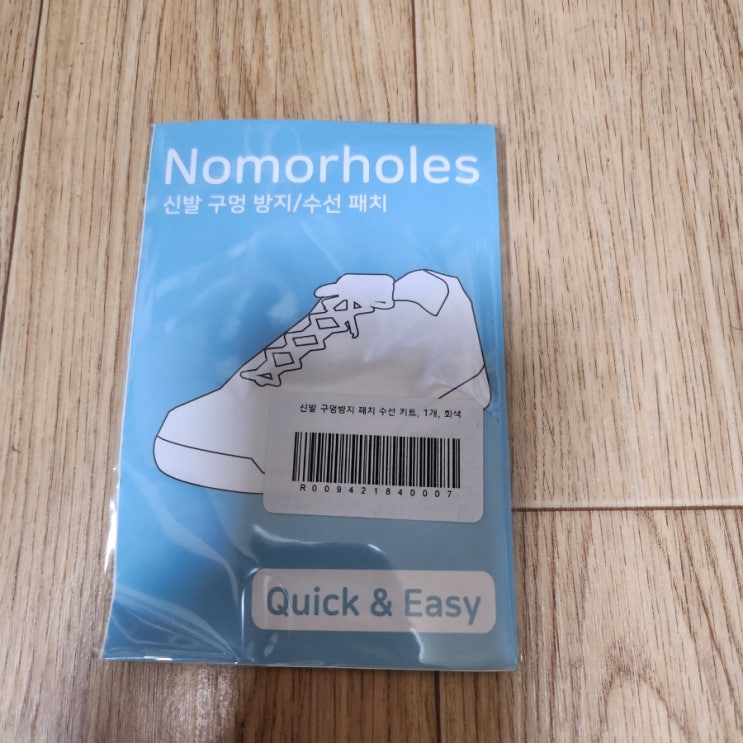 Nomorholes
신발 구멍 방지/수선 패치
신발 구멍방지 패치 수선 키트, 1개, 회색
R009421840007
Quick & Easy